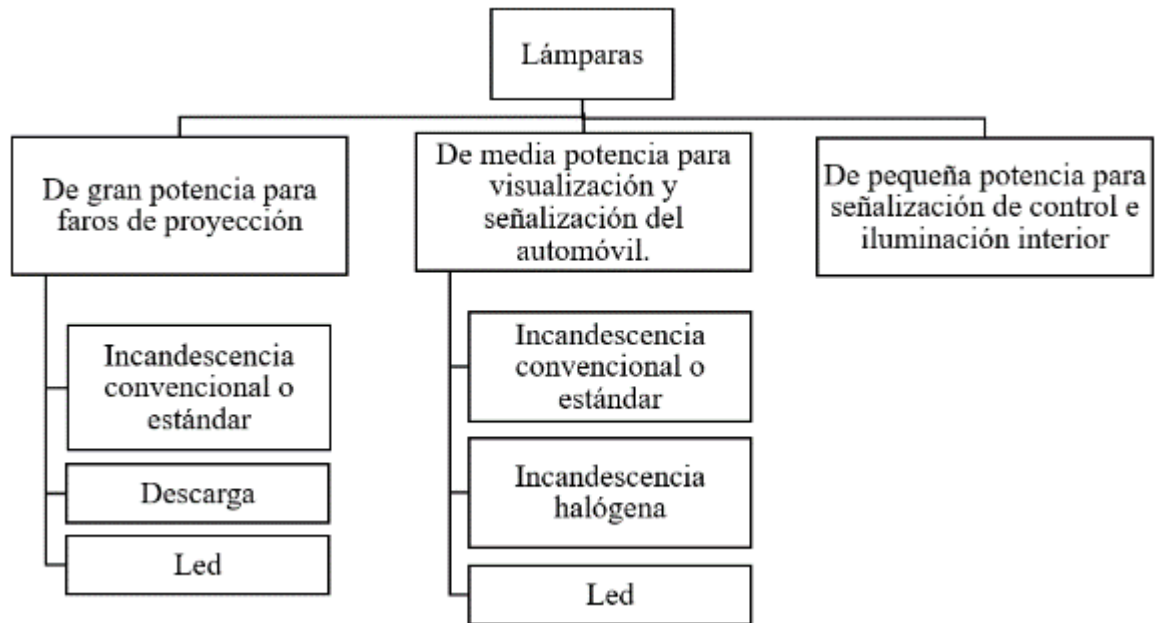 Lámparas
De gran potencia para
faros de proyección
Incandescencia
convencional o
estándar
Descarga
Led
De media potencia para
visualización y
señalización del
automóvil.
Incandescencia
convencional o
estándar
Incandescencia
halógena
Led
De pequeña potencia para
señalización de control e
iluminación interior